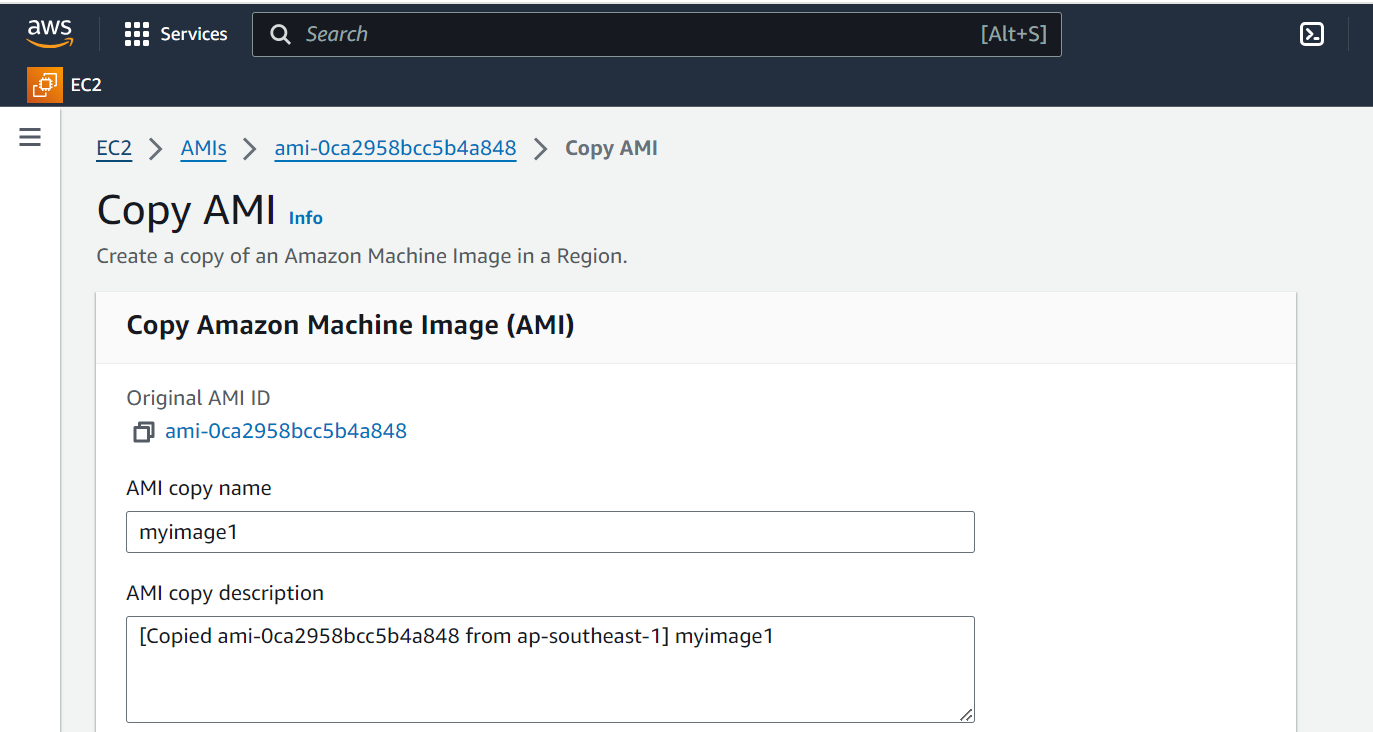 aws Services Search [Alt+S]
EC2
EC2 AMIs ami-0ca2958bcc5b4a848 Copy AMI
Copy AMI Info
Create a copy of an Amazon Machine Image in a Region.
Copy Amazon Machine Image (AMI)
Original AMI ID
ami-0ca2958bcc5b4a848
AMI copy name
myimage1
AMI copy description
[Copied ami-0ca2958bcc5b4a848 from ap-southeast-1] myimage1